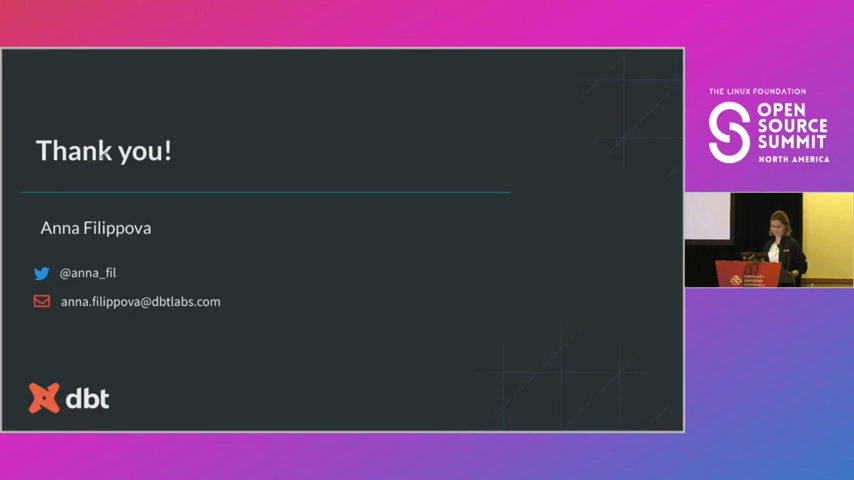 Thank you!
Anna Filippova
@anna_fil
anna.filippova@dbtlabs.com
dbt
THE LINUX FOUNDATION
OPEN
SOURCE
SUMMIT
NORTH AMERICA